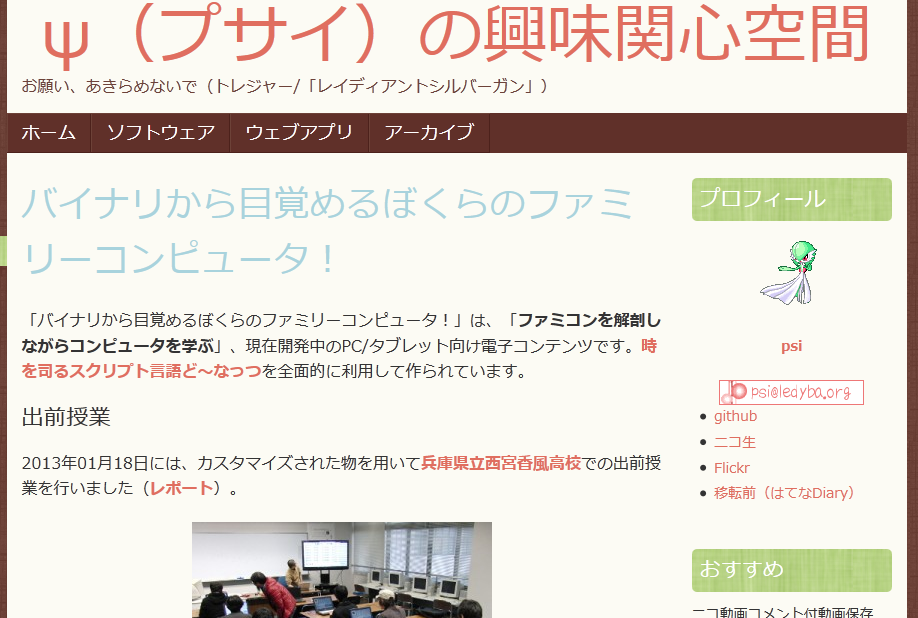 ψ（プサイ）の興味関心空間
お願い、あきらめないで（トレジャー/「レイディアントシルバーガン」）
ホーム ソフトウェア ウェブアプリ アーカイブ
バイナリから目覚めるぼくらのファミ
リーコンピュータ！
「バイナリから目覚めるぼくらのファミリーコンピュータ！」は、「ファミコンを解剖し
ながらコンピュータを学ぶ」、現在開発中のPC/タブレット向け電子コンテンツです。時
を司るスクリプト言語ど〜なっつを全面的に利用して作られています。
出前授業
2013年01月18日には、カスタマイズされた物を用いて兵庫県立西宮香風高校での出前授
業を行いました（レポート）。
プロフィール
psi
psi@ledyba.org
github
ニコ生
Flickr
移転前（はてなDiary）
おすすめ
ニコ動画コメント付動画保存